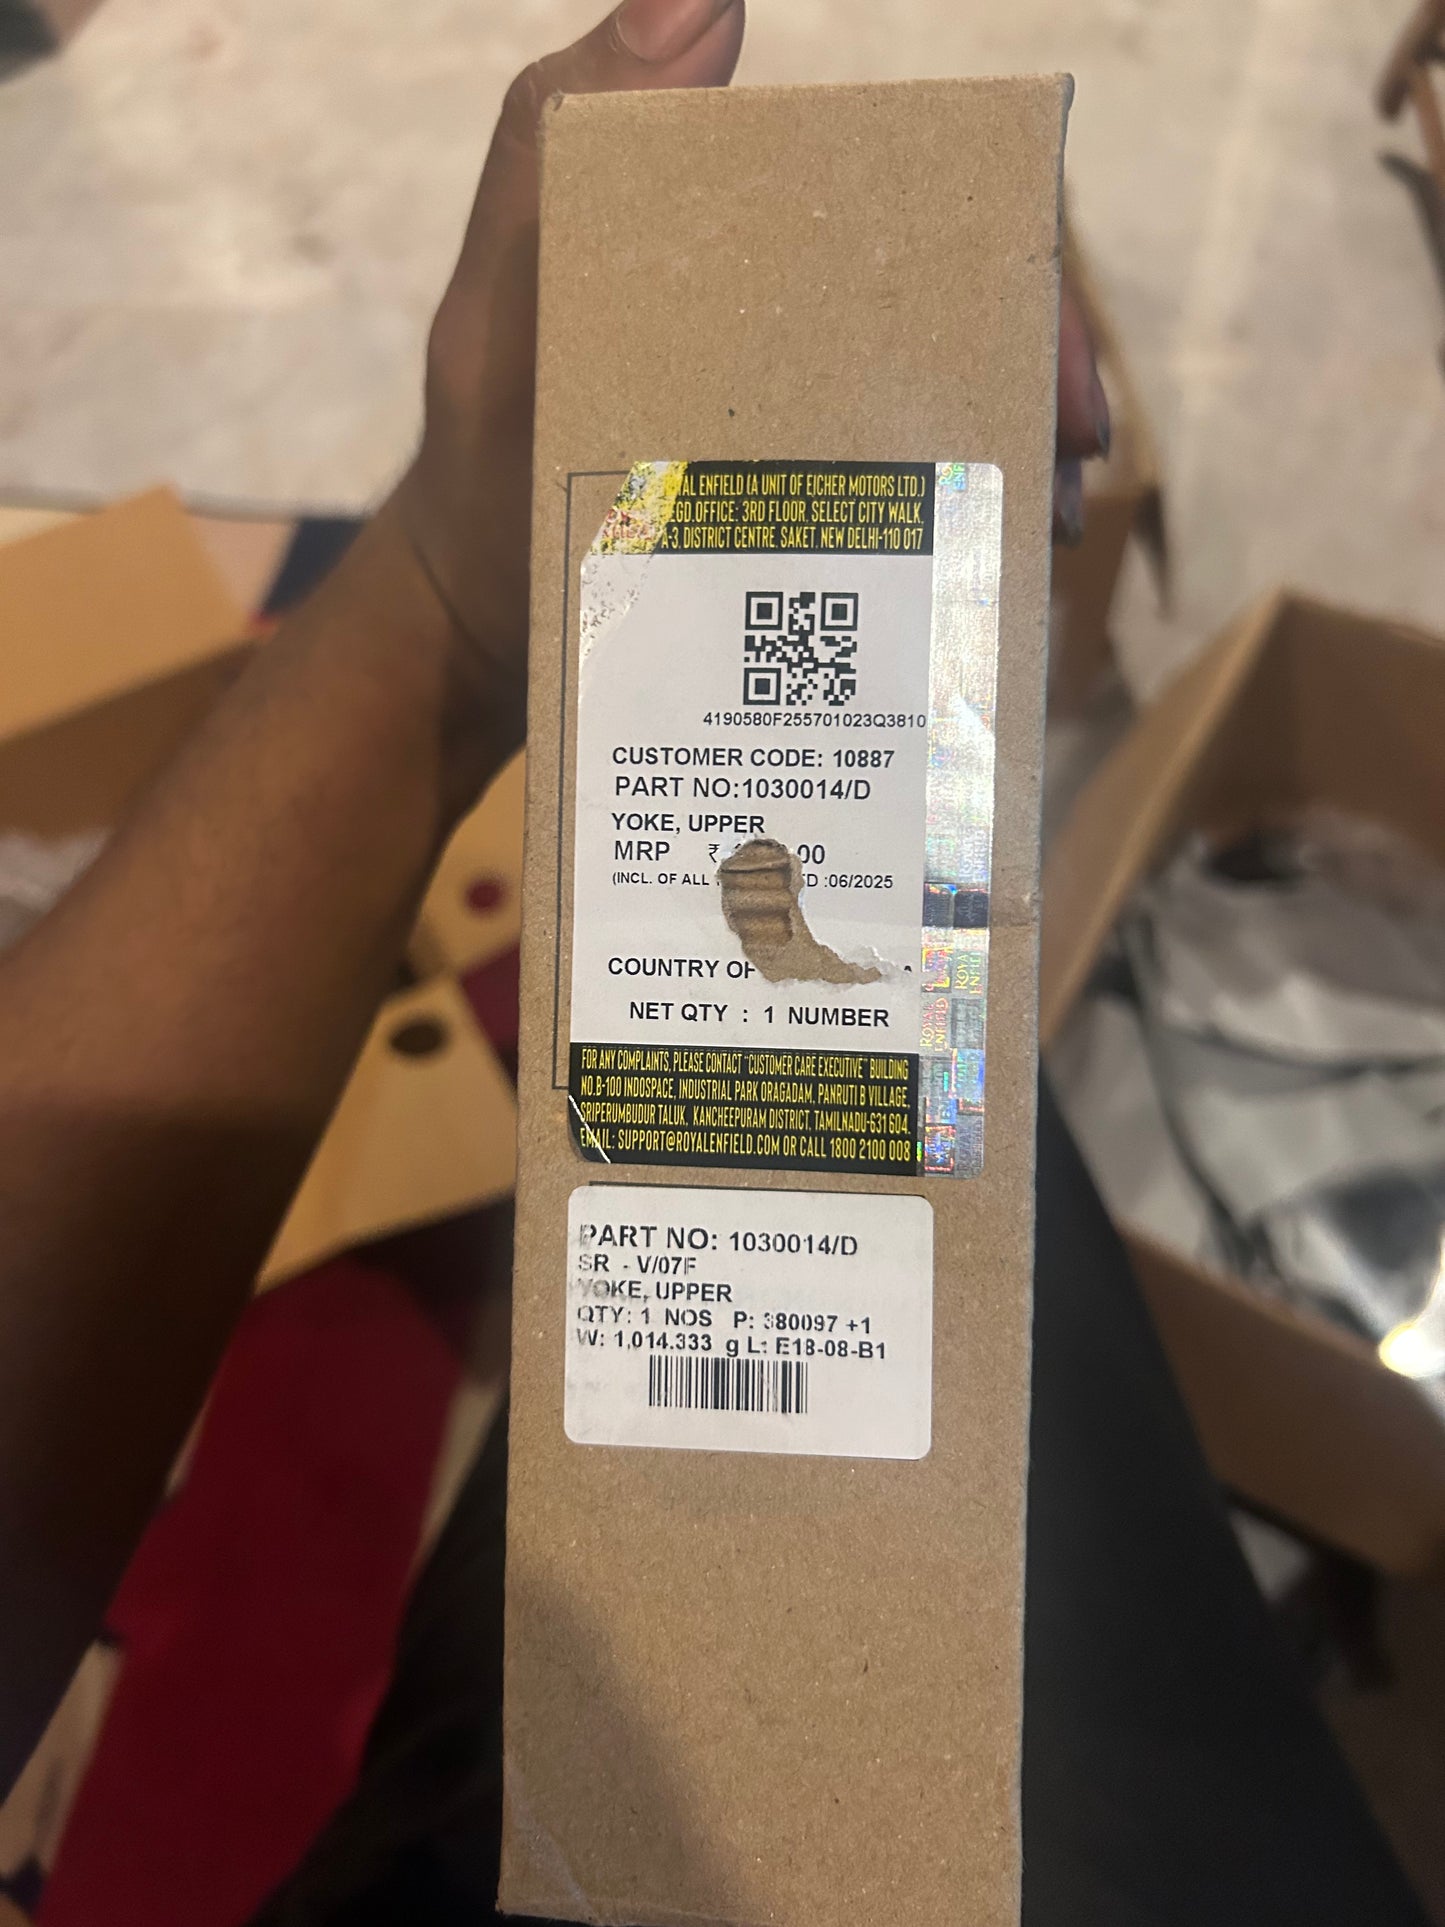 YAL ENFIELD (A UNIT OF EICHER MOTORS LTD.)
EGD.OFFICE: 3RD FLOOR, SELECT CITY WALK,
A-3, DISTRICT CENTRE, SAKET, NEW DELHI-110 017
4190580F255701023Q3810
CUSTOMER CODE: 10887
PART NO:1030014/D
YOKE, UPPER
MRP ₹ .00
(INCL. OF ALL D :06/2025
COUNTRY OF A
NET QTY : 1 NUMBER
FOR ANY COMPLAINTS, PLEASE CONTACT "CUSTOMER CARE EXECUTIVE" BUILDING
NO.B-100 INDOSPACE, INDUSTRIAL PARK ORAGADAM, PANRUTI B VILLAGE,
SRIPERUMBUDUR TALUK, KANCHEEPURAM DISTRICT, TAMILNADU-631 604.
EMAIL: SUPPORT@ROYALENFIELD.COM OR CALL 1800 2100 008
ROYAL ENFIELD
PART NO: 1030014/D
SR - V/07F
YOKE, UPPER
QTY: 1 NOS P: 380097 +1
W: 1,014.333 g L: E18-08-B1